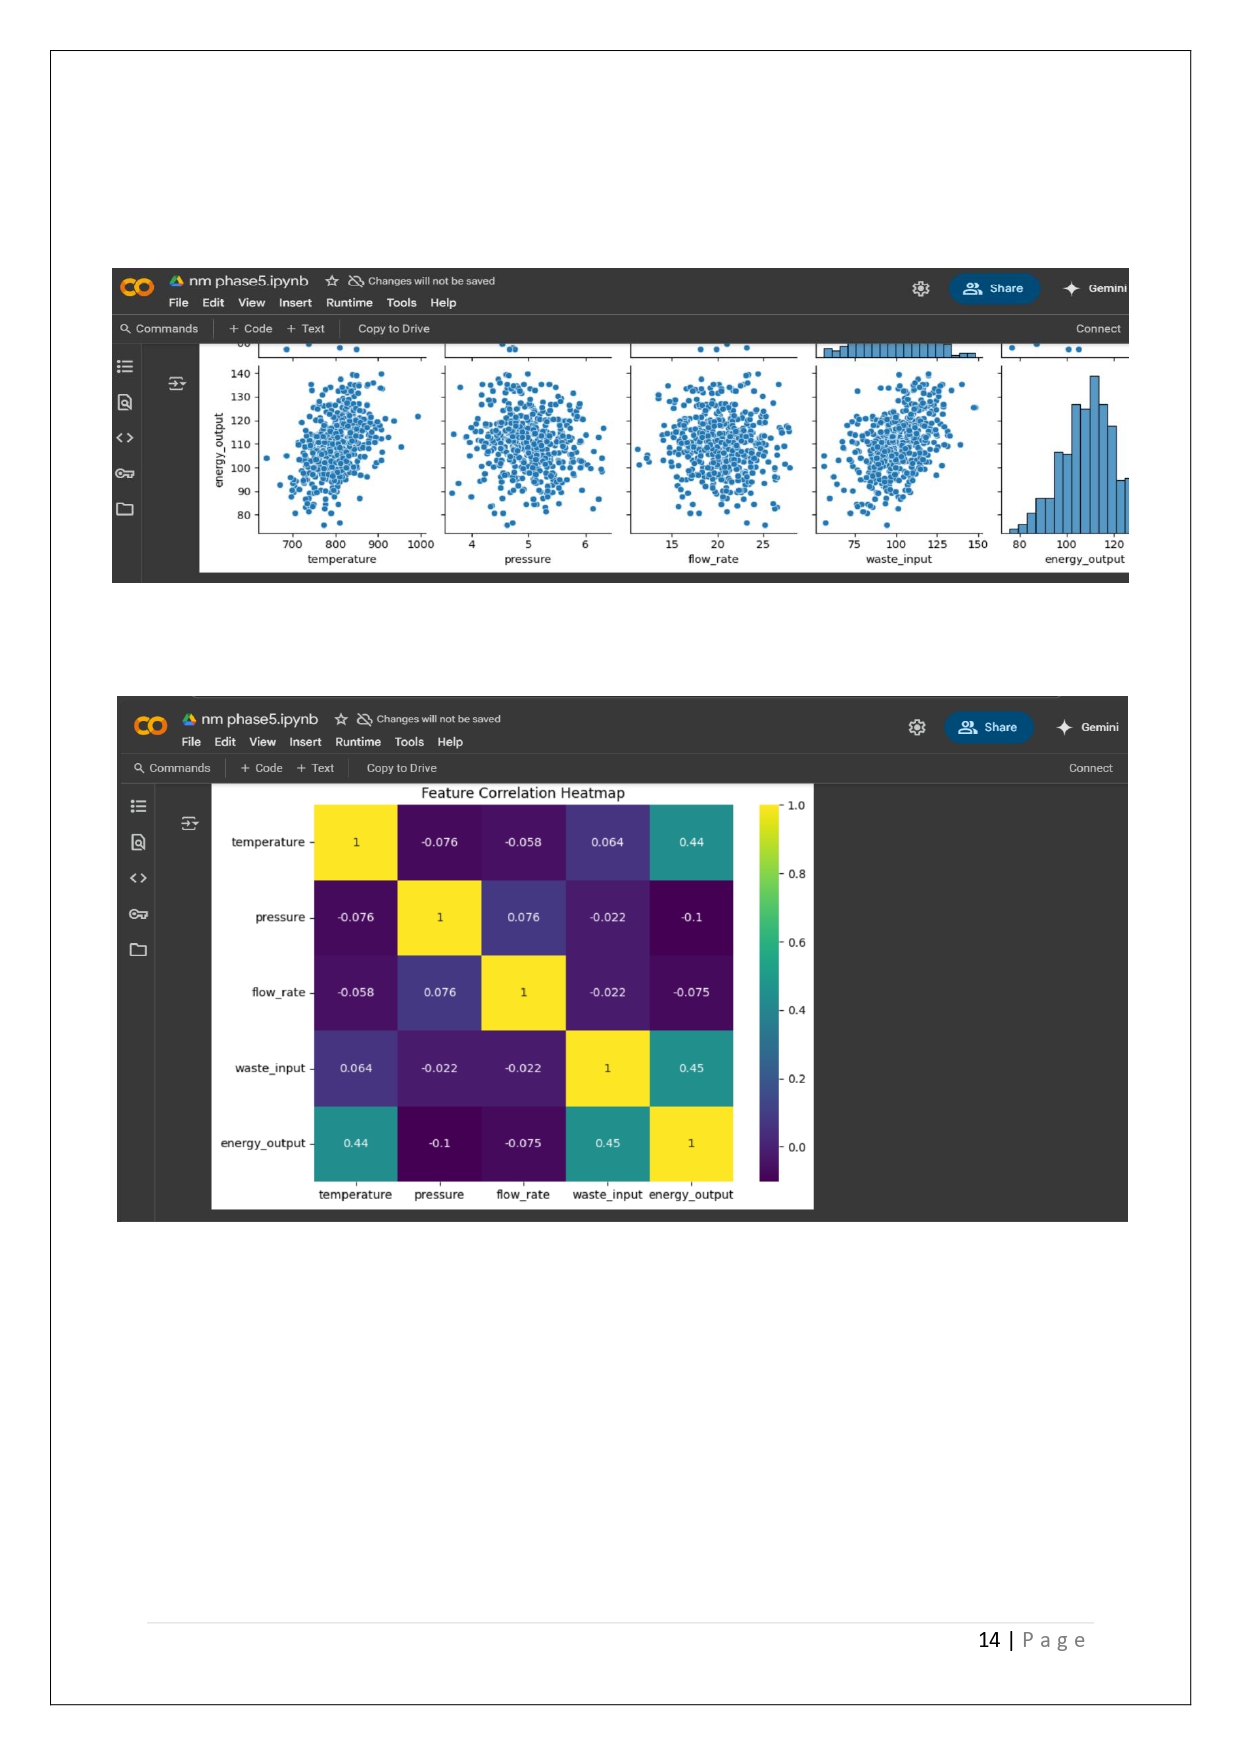 nm phase5.ipynb Changes will not be saved
File Edit View Insert Runtime Tools Help
Share Gemini
Commands + Code + Text Copy to Drive Connect
140
130
120
110
100
90
80
energy_output
700 800 900 1000 4 5 6 15 20 25 75 100 125 150 80 100 120
temperature pressure flow_rate waste_input energy_output
nm phase5.ipynb Changes will not be saved
File Edit View Insert Runtime Tools Help
Share Gemini
Commands + Code + Text Copy to Drive Connect
Feature Correlation Heatmap
temperature 1 -0.076 -0.058 0.064 0.44
pressure -0.076 1 0.076 -0.022 -0.1
flow_rate -0.058 0.076 1 -0.022 -0.075
waste_input 0.064 -0.022 -0.022 1 0.45
energy_output 0.44 -0.1 -0.075 0.45 1
temperature pressure flow_rate waste_input energy_output
1.0
0.8
0.6
0.4
0.2
0.0
14 | Page